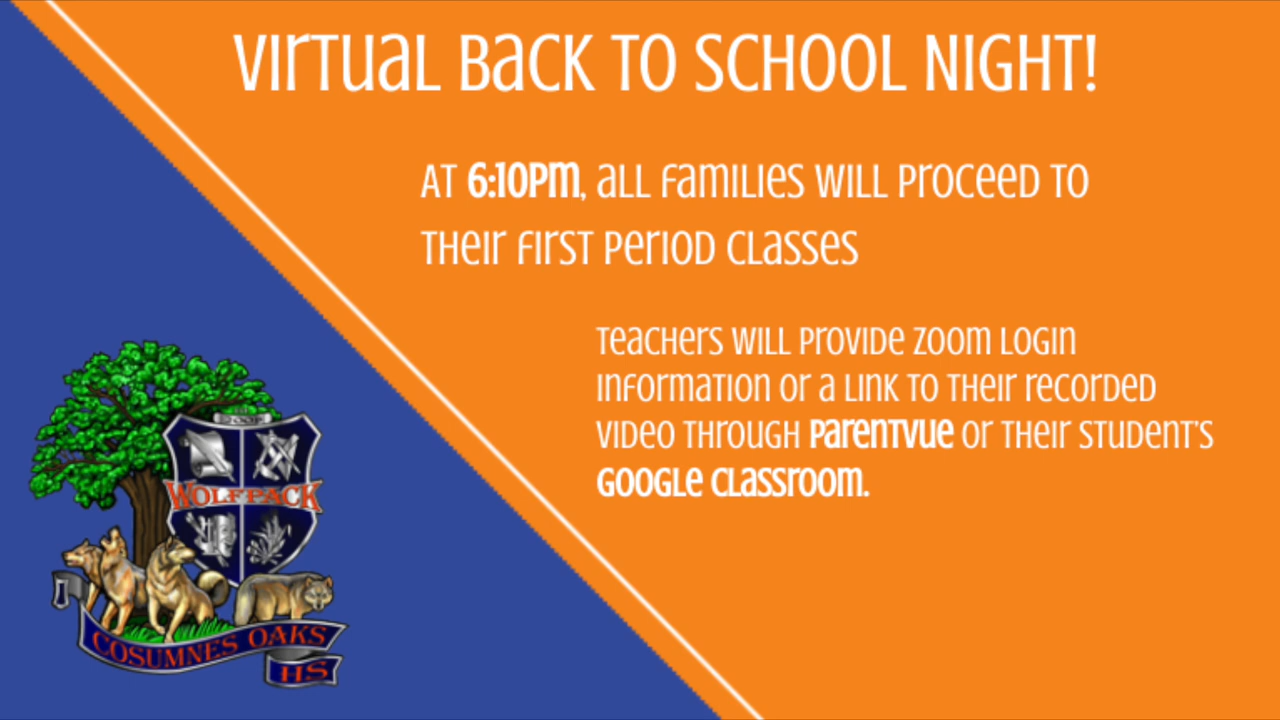 VIrTUaL BaCK TO SCHOOL NIGHT!
AT 6:10Pm, aLL FamILIes WILL ProCeeD TO
THeIr FIrsT PerIOD CLasses
TeaCHers WILL ProVIDe Zoom LOGIn
InFormaTIOn Or a LInK TO THeIr reCorDeD
VIDeo THroUGH ParenTVUe or THeIr sTUDenT'S
GOOGLe CLassroom.
WOLFPACK
COSUMNES OAKS
HS